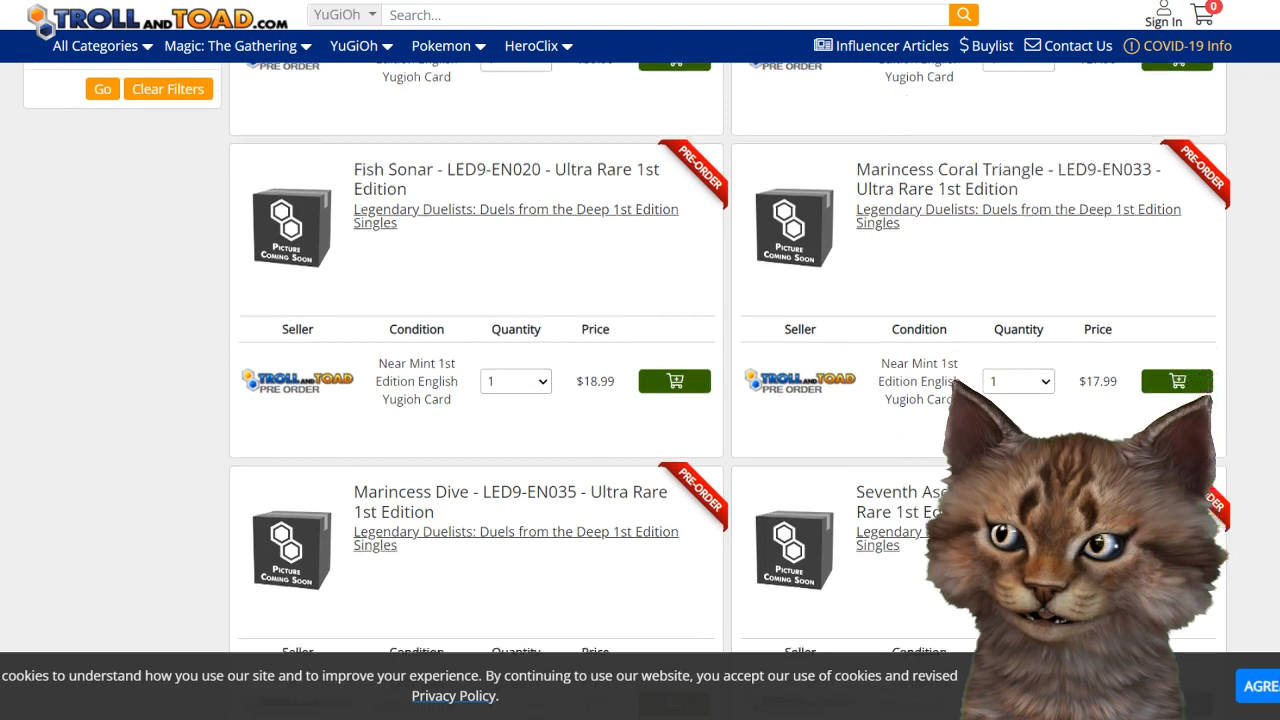 TROLL AND TOAD.COM
YuGiOh
Search...
Sign In
0
All Categories
Magic: The Gathering
YuGiOh
Pokemon
HeroClix
Influencer Articles
$ Buylist
Contact Us
COVID-19 Info
Go
Clear Filters
PRE ORDER
Yugioh Card
PRE ORDER
Yugioh Card
Fish Sonar - LED9-EN020 - Ultra Rare 1st
Edition
Legendary Duelists: Duels from the Deep 1st Edition
Singles
PRE-ORDER
PICTURE
COMING SOON
Seller
Condition
Quantity
Price
TROLL AND TOAD
PRE ORDER
Near Mint 1st
Edition English
Yugioh Card
1
$18.99
Marincess Coral Triangle - LED9-EN033 -
Ultra Rare 1st Edition
Legendary Duelists: Duels from the Deep 1st Edition
Singles
PRE-ORDER
PICTURE
COMING SOON
Seller
Condition
Quantity
Price
TROLL AND TOAD
PRE ORDER
Near Mint 1st
Edition English
Yugioh Card
1
$17.99
Marincess Dive - LED9-EN035 - Ultra Rare
1st Edition
Legendary Duelists: Duels from the Deep 1st Edition
Singles
PRE-ORDER
PICTURE
COMING SOON
Seventh
Rare 1st
Legendary
Singles
PICTURE
COMING SOON
cookies to understand how you use our site and to improve your experience. By continuing to use our website, you accept our use of cookies and revised
Privacy Policy.